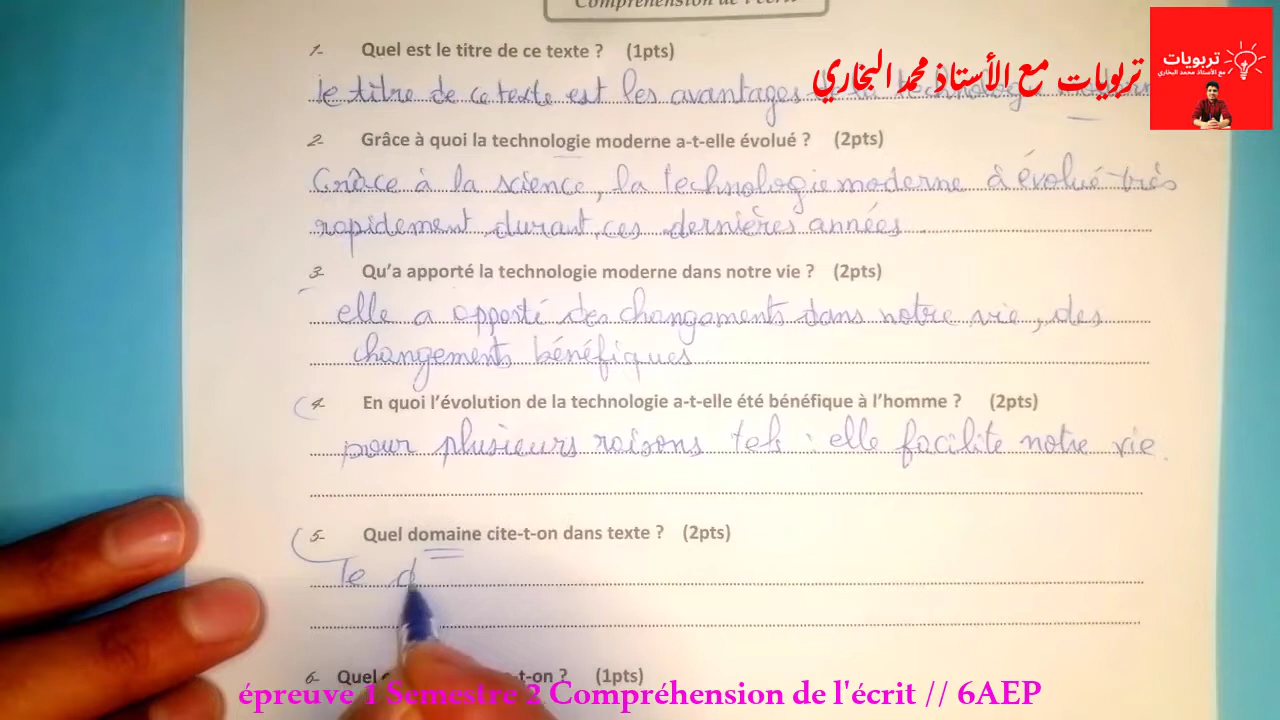 Compréhension de l'écrit
1- Quel est le titre de ce texte ? (1pts)
تربويات مع الأستاذ محمد البخاري
تربويات
مع الأستاذ محمد البخاري
le titre de ce texte est les avantages
2- Grâce à quoi la technologie moderne a-t-elle évolué ? (2pts)
Grâce à la science, la technologie moderne à évolué très
rapidement durant ces dernières années
3- Qu'a apporté la technologie moderne dans notre vie ? (2pts)
elle a apporté des changaments dans notre vie, des
changements bénéfiques
4- En quoi l'évolution de la technologie a-t-elle été bénéfique à l'homme ? (2pts)
pour plusieurs raisons tels : elle facilite notre vie.
5- Quel domaine cite-t-on dans texte ? (2pts)
le d
6- Quel t-on ? (1pts)
épreuve 1 Semestre 2 Compréhension de l'écrit // 6AEP